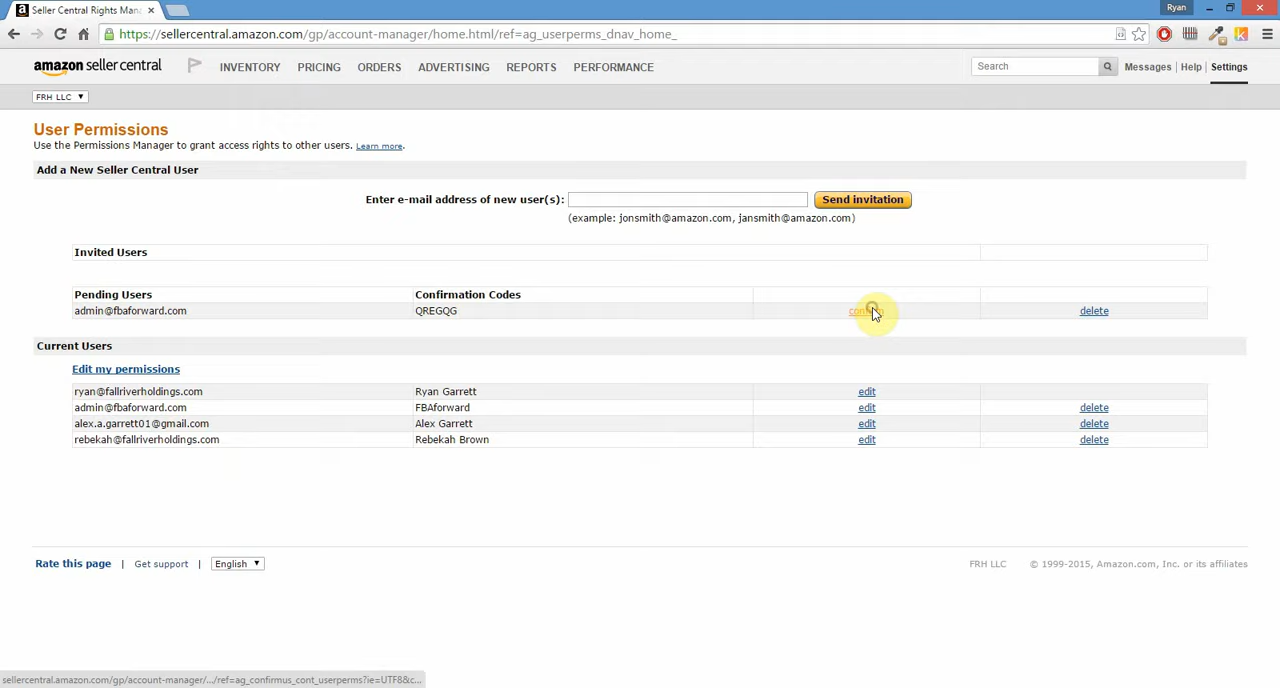 Seller Central Rights Man
Ryan
https://sellercentral.amazon.com/gp/account-manager/home.html/ref=ag_userperms_dnav_home_
amazon seller central
INVENTORY PRICING ORDERS ADVERTISING REPORTS PERFORMANCE
Search
Messages | Help | Settings
FRH LLC
User Permissions
Use the Permissions Manager to grant access rights to other users. Learn more.
Add a New Seller Central User
Enter e-mail address of new user(s):
Send invitation
(example: jonsmith@amazon.com, jansmith@amazon.com)
Invited Users
Pending Users Confirmation Codes
admin@fbaforward.com QREGQG confirm delete
Current Users
Edit my permissions
ryan@fallriverholdings.com Ryan Garrett edit
admin@fbaforward.com FBAforward edit delete
alex.a.garrett01@gmail.com Alex Garrett edit delete
rebekah@fallriverholdings.com Rebekah Brown edit delete
Rate this page | Get support | English
FRH LLC © 1999-2015, Amazon.com, Inc. or its affiliates
sellercentral.amazon.com/gp/account-manager/.../ref=ag_confirmus_cont_userperms?ie=UTF8&c...